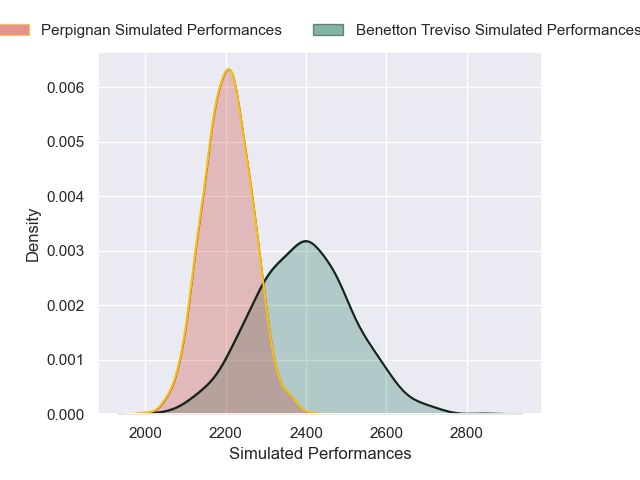 Perpignan Simulated Performances Benetton Treviso Simulated Performances
0.006
0.005
0.004
0.003
0.002
0.001
0.000
Density
2000 2200 2400 2600 2800
Simulated Performances